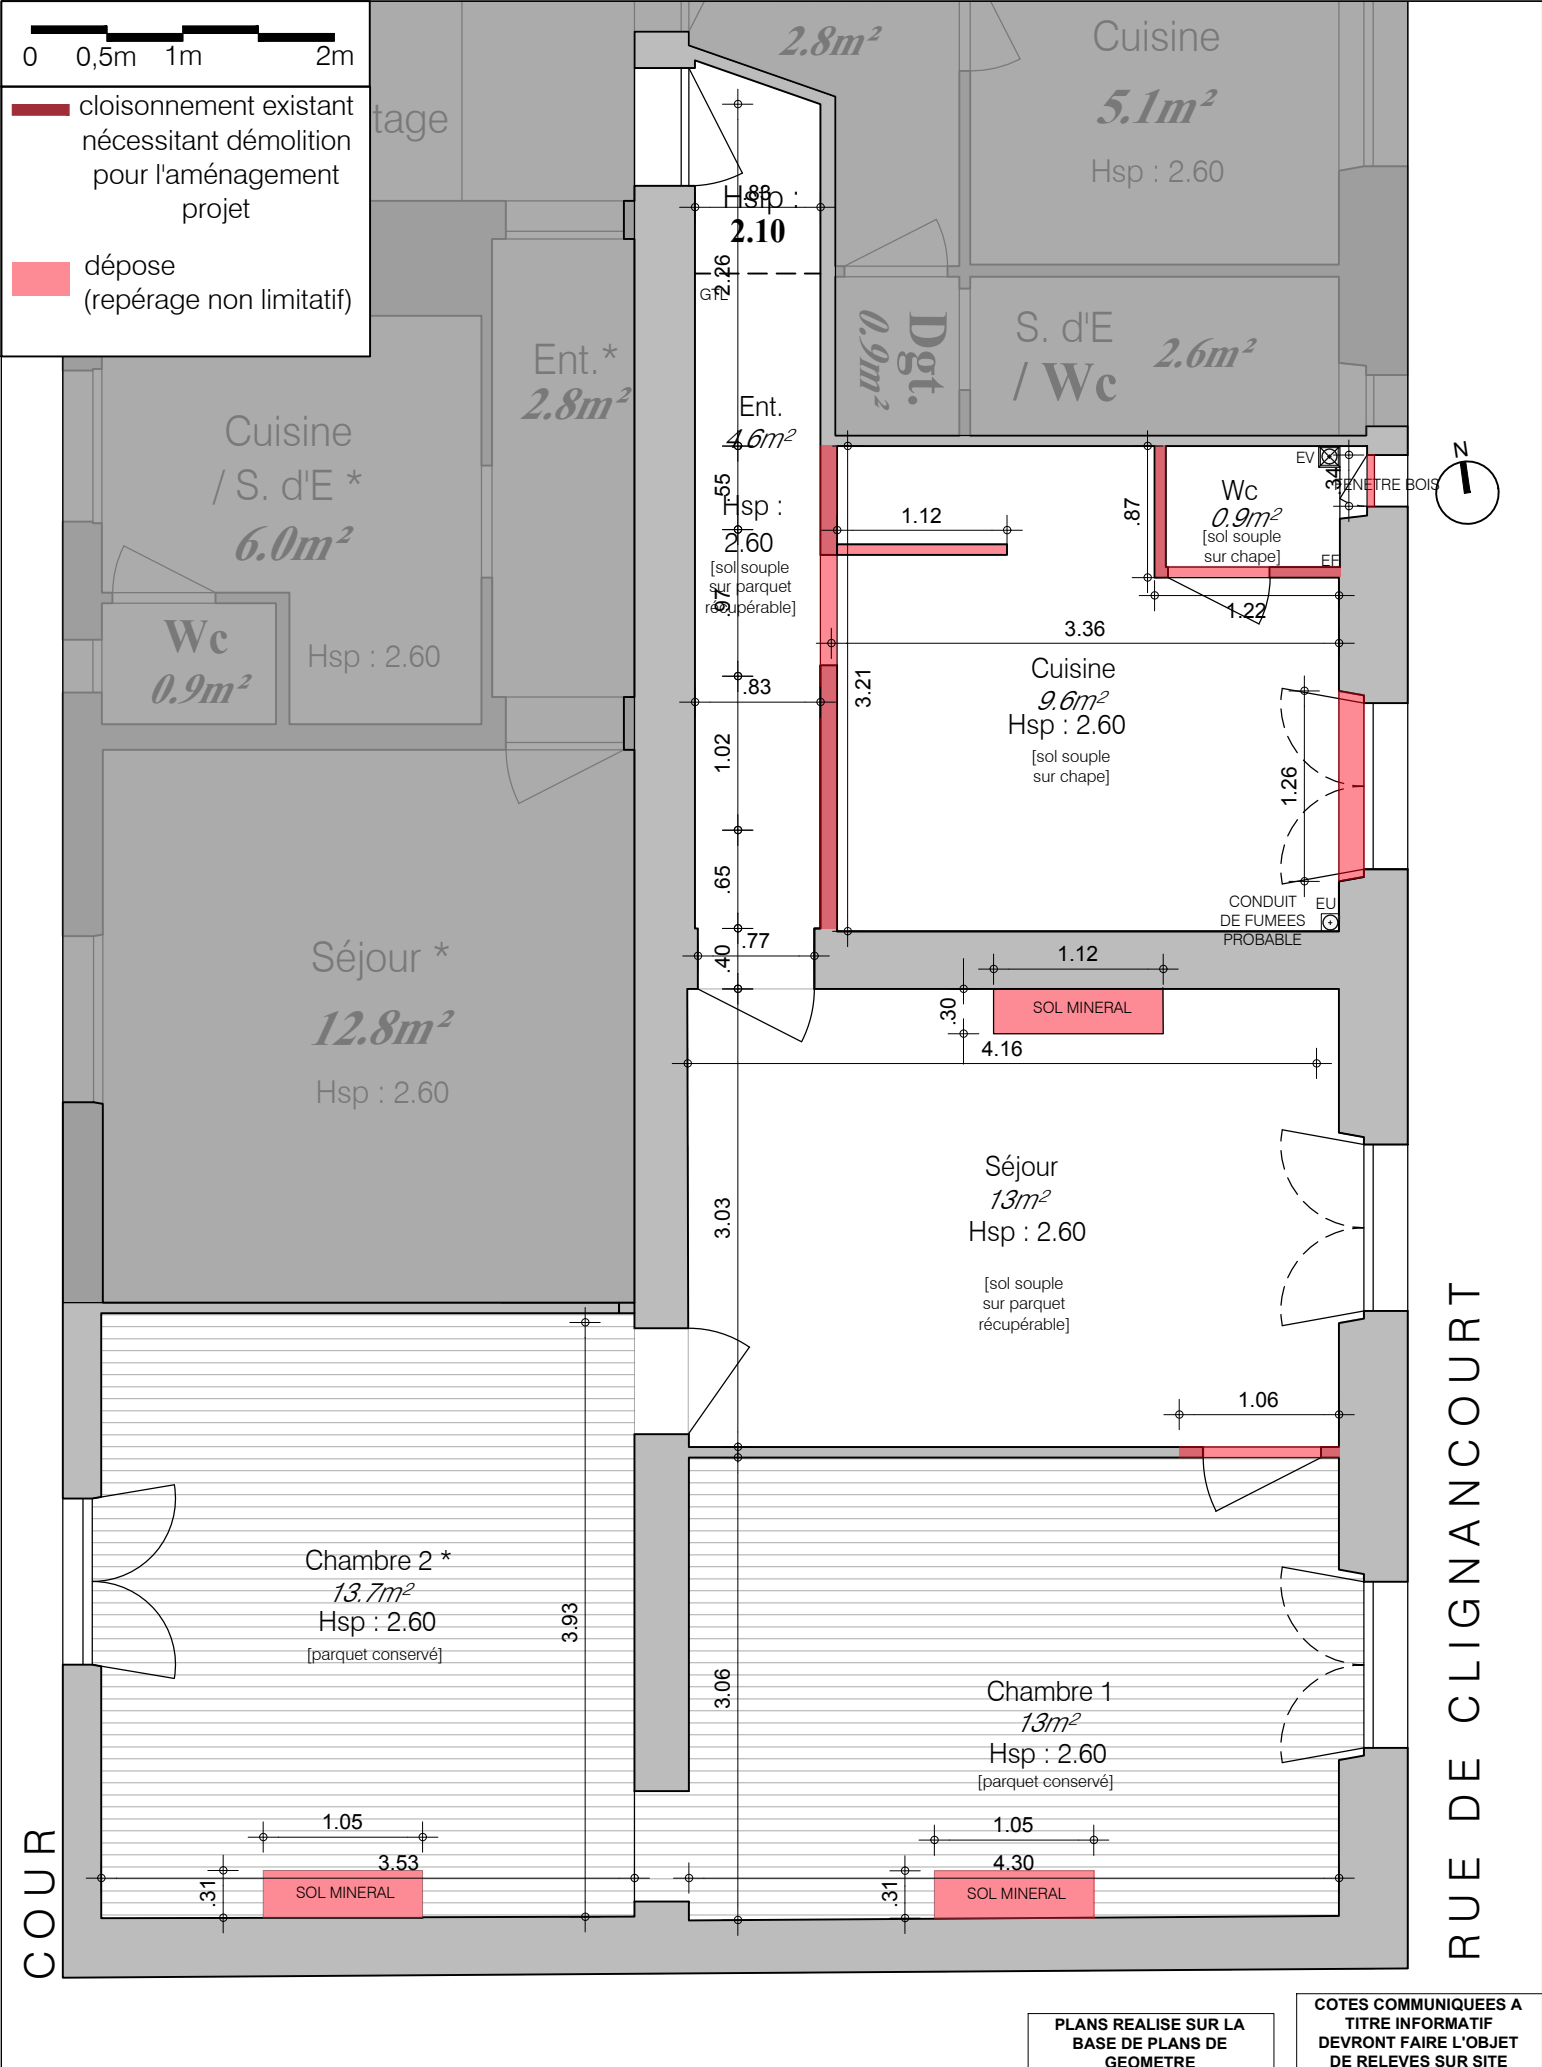 0 0,5m 1m 2m
cloisonnement existant
nécessitant démolition
pour l'aménagement
projet
dépose
(repérage non limitatif)
tage
2.8m²
Cuisine
5.1m²
Hsp : 2.60
.83
2.10
2.26
GTL
Ent.*
2.8m²
Dgt.
0.9m²
S. d'E
/ Wc
2.6m²
Cuisine
/ S. d'E *
6.0m²
Hsp : 2.60
Wc
0.9m²
Ent.
4.6m²
.55
Hsp :
2.60
[sol souple
sur parquet
récupérable]
.97
.83
1.02
.65
.40
.77
1.12
.87
Wc
0.9m²
[sol souple
sur chape]
EV
EF
.34
FENETRE BOIS
N
1.22
3.36
3.21
Cuisine
9.6m²
Hsp : 2.60
[sol souple
sur chape]
1.26
CONDUIT
DE FUMEES
PROBABLE
EU
Séjour *
12.8m²
Hsp : 2.60
1.12
.30
SOL MINERAL
4.16
3.03
Séjour
13m²
Hsp : 2.60
[sol souple
sur parquet
récupérable]
1.06
Chambre 2 *
13.7m²
Hsp : 2.60
[parquet conservé]
3.93
3.06
Chambre 1
13m²
Hsp : 2.60
[parquet conservé]
1.05
3.53
.31
SOL MINERAL
1.05
4.30
.31
SOL MINERAL
COUR
RUE DE CLIGNANCOURT
PLANS REALISE SUR LA
BASE DE PLANS DE
GEOMETRE
COTES COMMUNIQUEES A
TITRE INFORMATIF
DEVRONT FAIRE L'OBJET
DE RELEVES SUR SITE